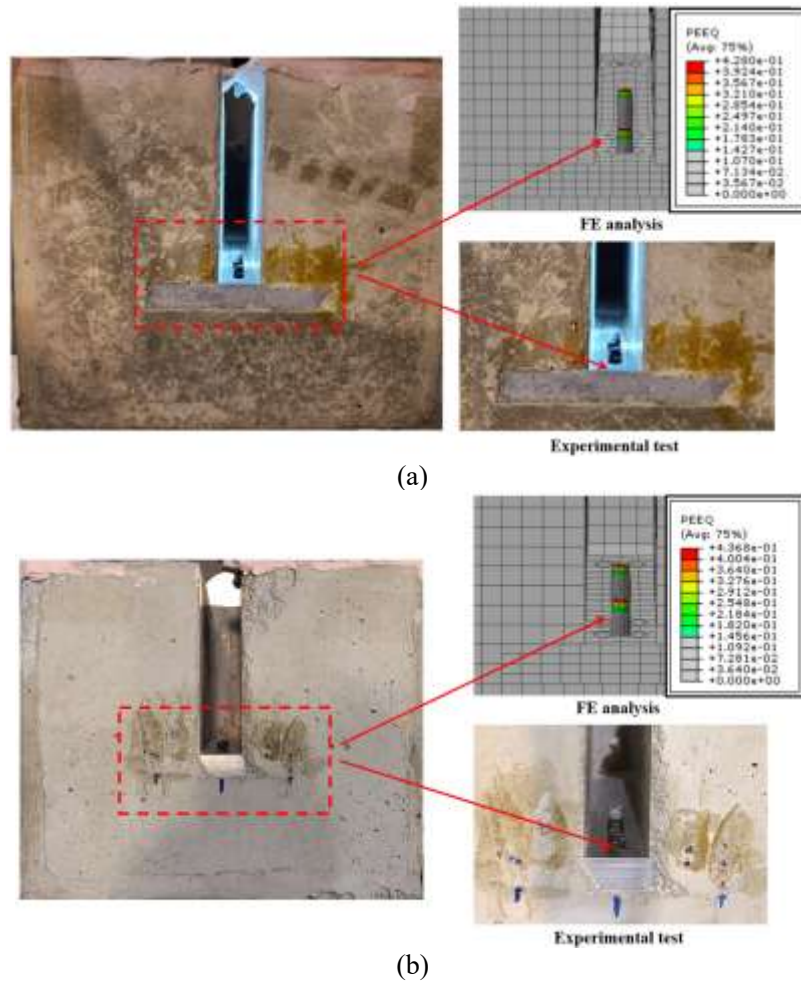 PEEQ
(Avg: 75%)
+4.280e-01
+3.924e-01
+3.567e-01
+3.210e-01
+2.854e-01
+2.497e-01
+2.140e-01
+1.783e-01
+1.427e-01
+1.070e-01
+7.134e-02
+3.567e-02
+0.000e+00
FE analysis
Experimental test
(a)
PEEQ
(Avg: 75%)
+4.368e-01
+4.004e-01
+3.640e-01
+3.276e-01
+2.912e-01
+2.548e-01
+2.184e-01
+1.820e-01
+1.456e-01
+1.092e-01
+7.281e-02
+3.640e-02
+0.000e+00
FE analysis
Experimental test
(b)